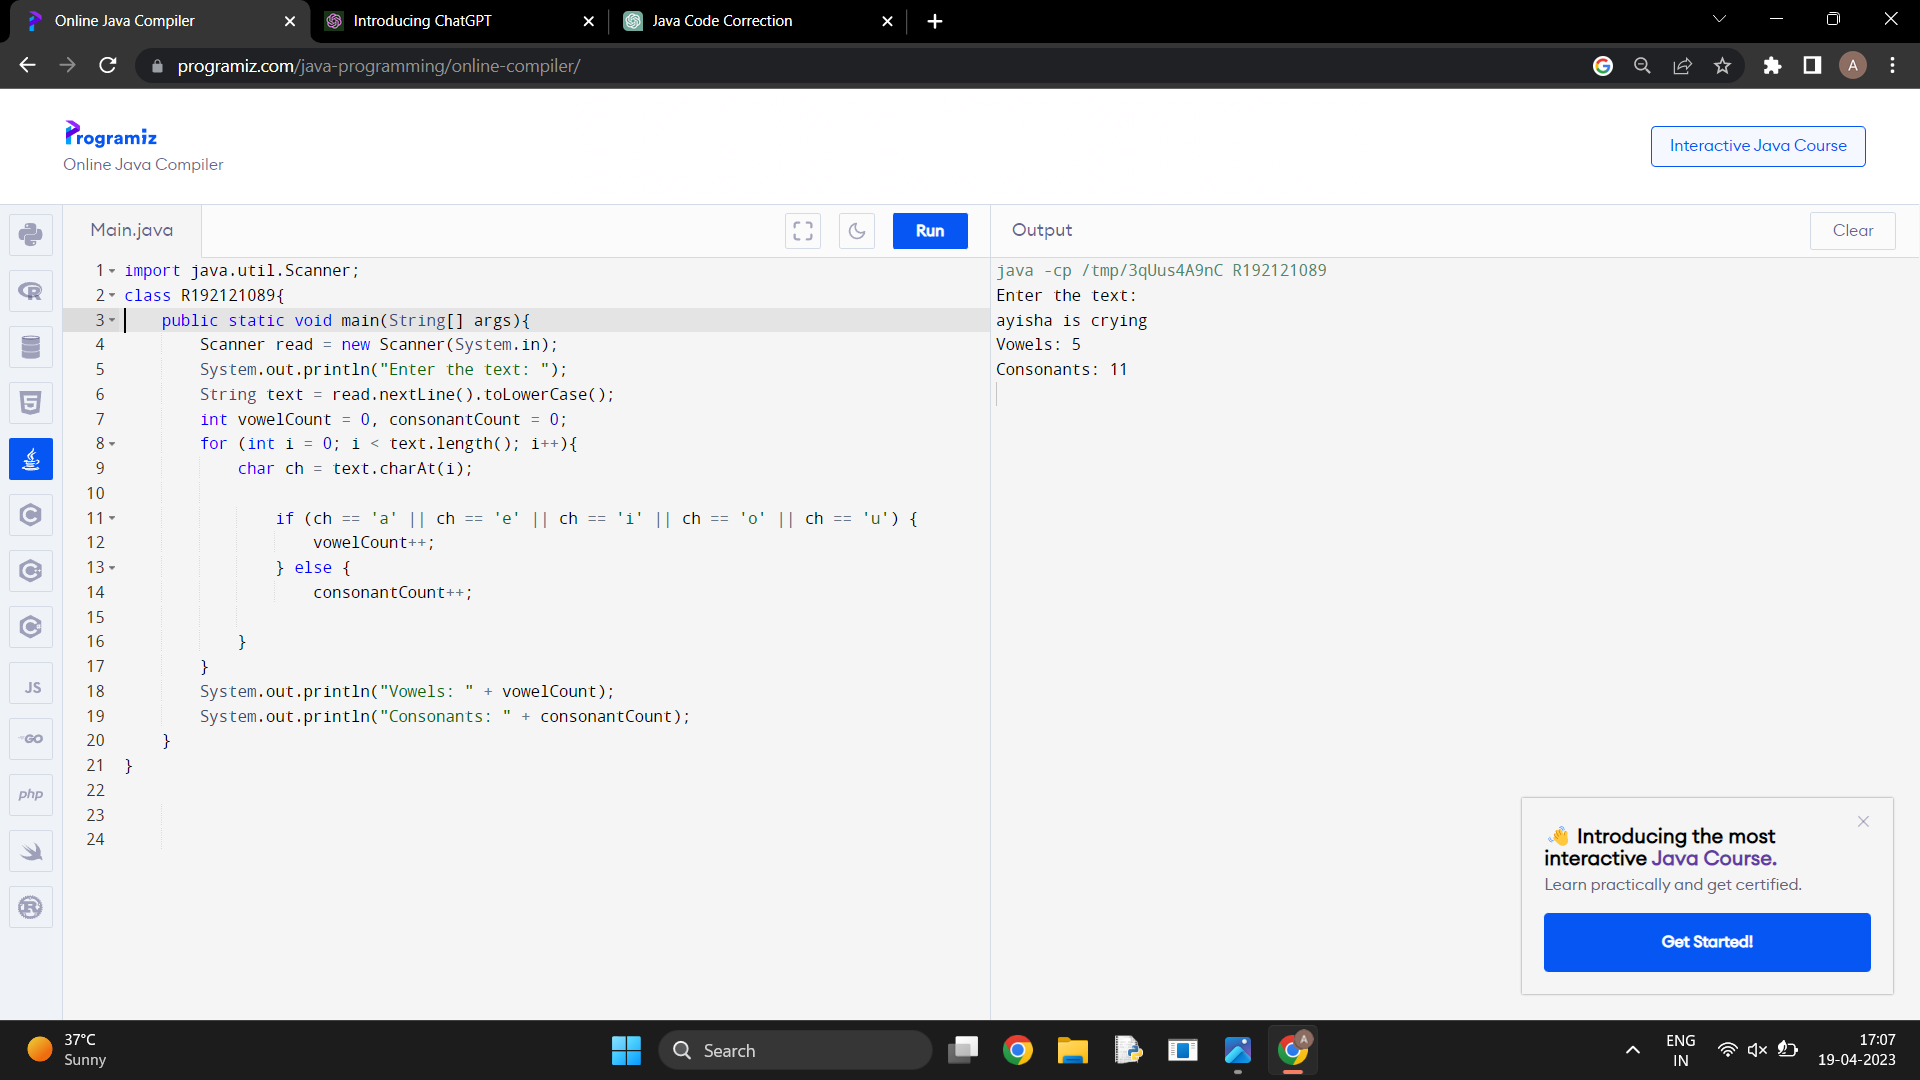 Online Java Compiler
Introducing ChatGPT
Java Code Correction
programiz.com/java-programming/online-compiler/
A
Programiz
Online Java Compiler
Interactive Java Course
Main.java
Run
Output
Clear
1 import java.util.Scanner;
2 class R192121089{
3 public static void main(String[] args){
4 Scanner read = new Scanner(System.in);
5 System.out.println("Enter the text: ");
6 String text = read.nextLine().toLowerCase();
7 int vowelCount = 0, consonantCount = 0;
8 for (int i = 0; i < text.length(); i++){
9 char ch = text.charAt(i);
10
11 if (ch == 'a' || ch == 'e' || ch == 'i' || ch == 'o' || ch == 'u') {
12 vowelCount++;
13 } else {
14 consonantCount++;
15
16 }
17 }
18 System.out.println("Vowels: " + vowelCount);
19 System.out.println("Consonants: " + consonantCount);
20 }
21 }
22
23
24
java -cp /tmp/3qUus4A9nC R192121089
Enter the text:
ayisha is crying
Vowels: 5
Consonants: 11
JS
GO
php
👋 Introducing the most
interactive Java Course.
Learn practically and get certified.
Get Started!
37°C
Sunny
Search
A
ENG
IN
17:07
19-04-2023